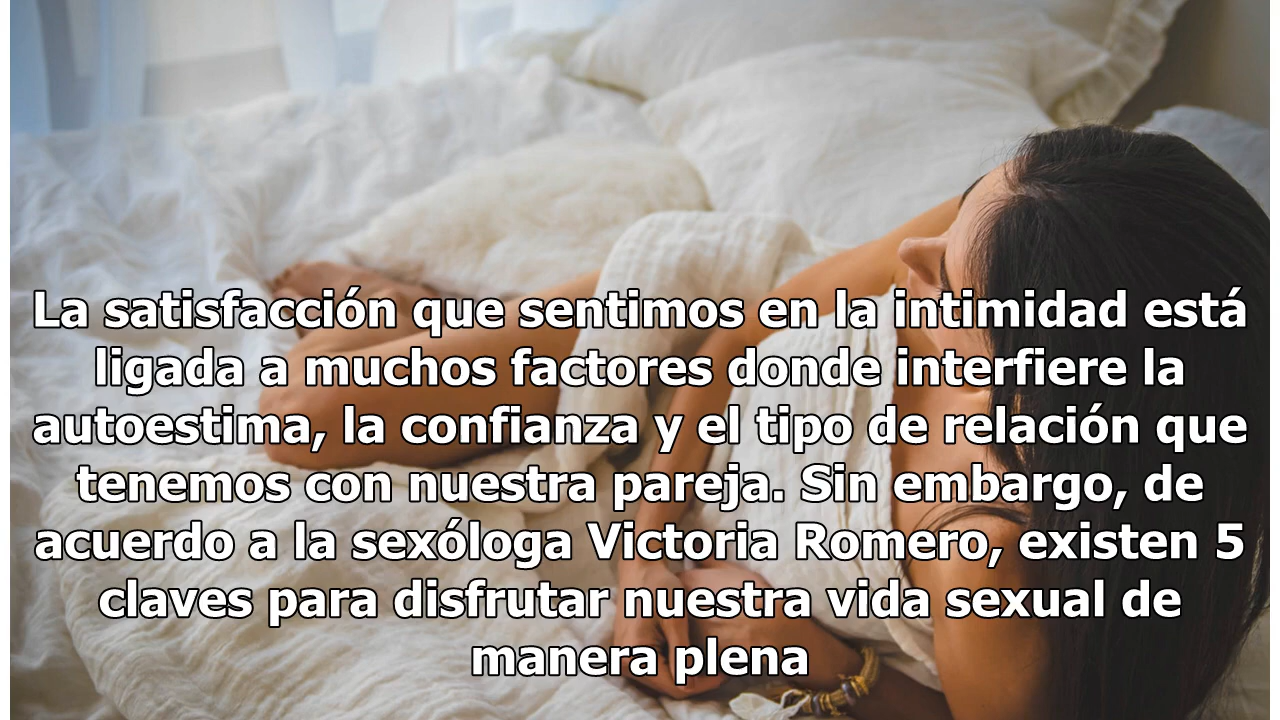 La satisfacción que sentimos en la intimidad está
ligada a muchos factores donde interfiere la
autoestima, la confianza y el tipo de relación que
tenemos con nuestra pareja. Sin embargo, de
acuerdo a la sexóloga Victoria Romero, existen 5
claves para disfrutar nuestra vida sexual de
manera plena